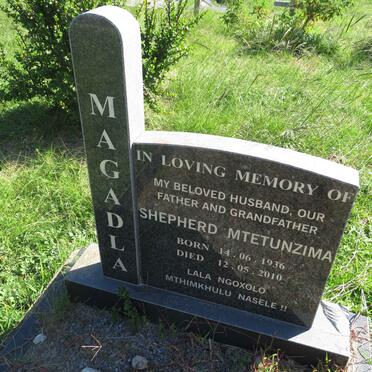 MAGADLA
IN LOVING MEMORY OF
MY BELOVED HUSBAND, OUR
FATHER AND GRANDFATHER
SHEPHERD MTETUNZIMA
BORN 14.06.1936
DIED 12.05.2010
LALA NGOXOLO
MTHIMKHULU NASELE !!